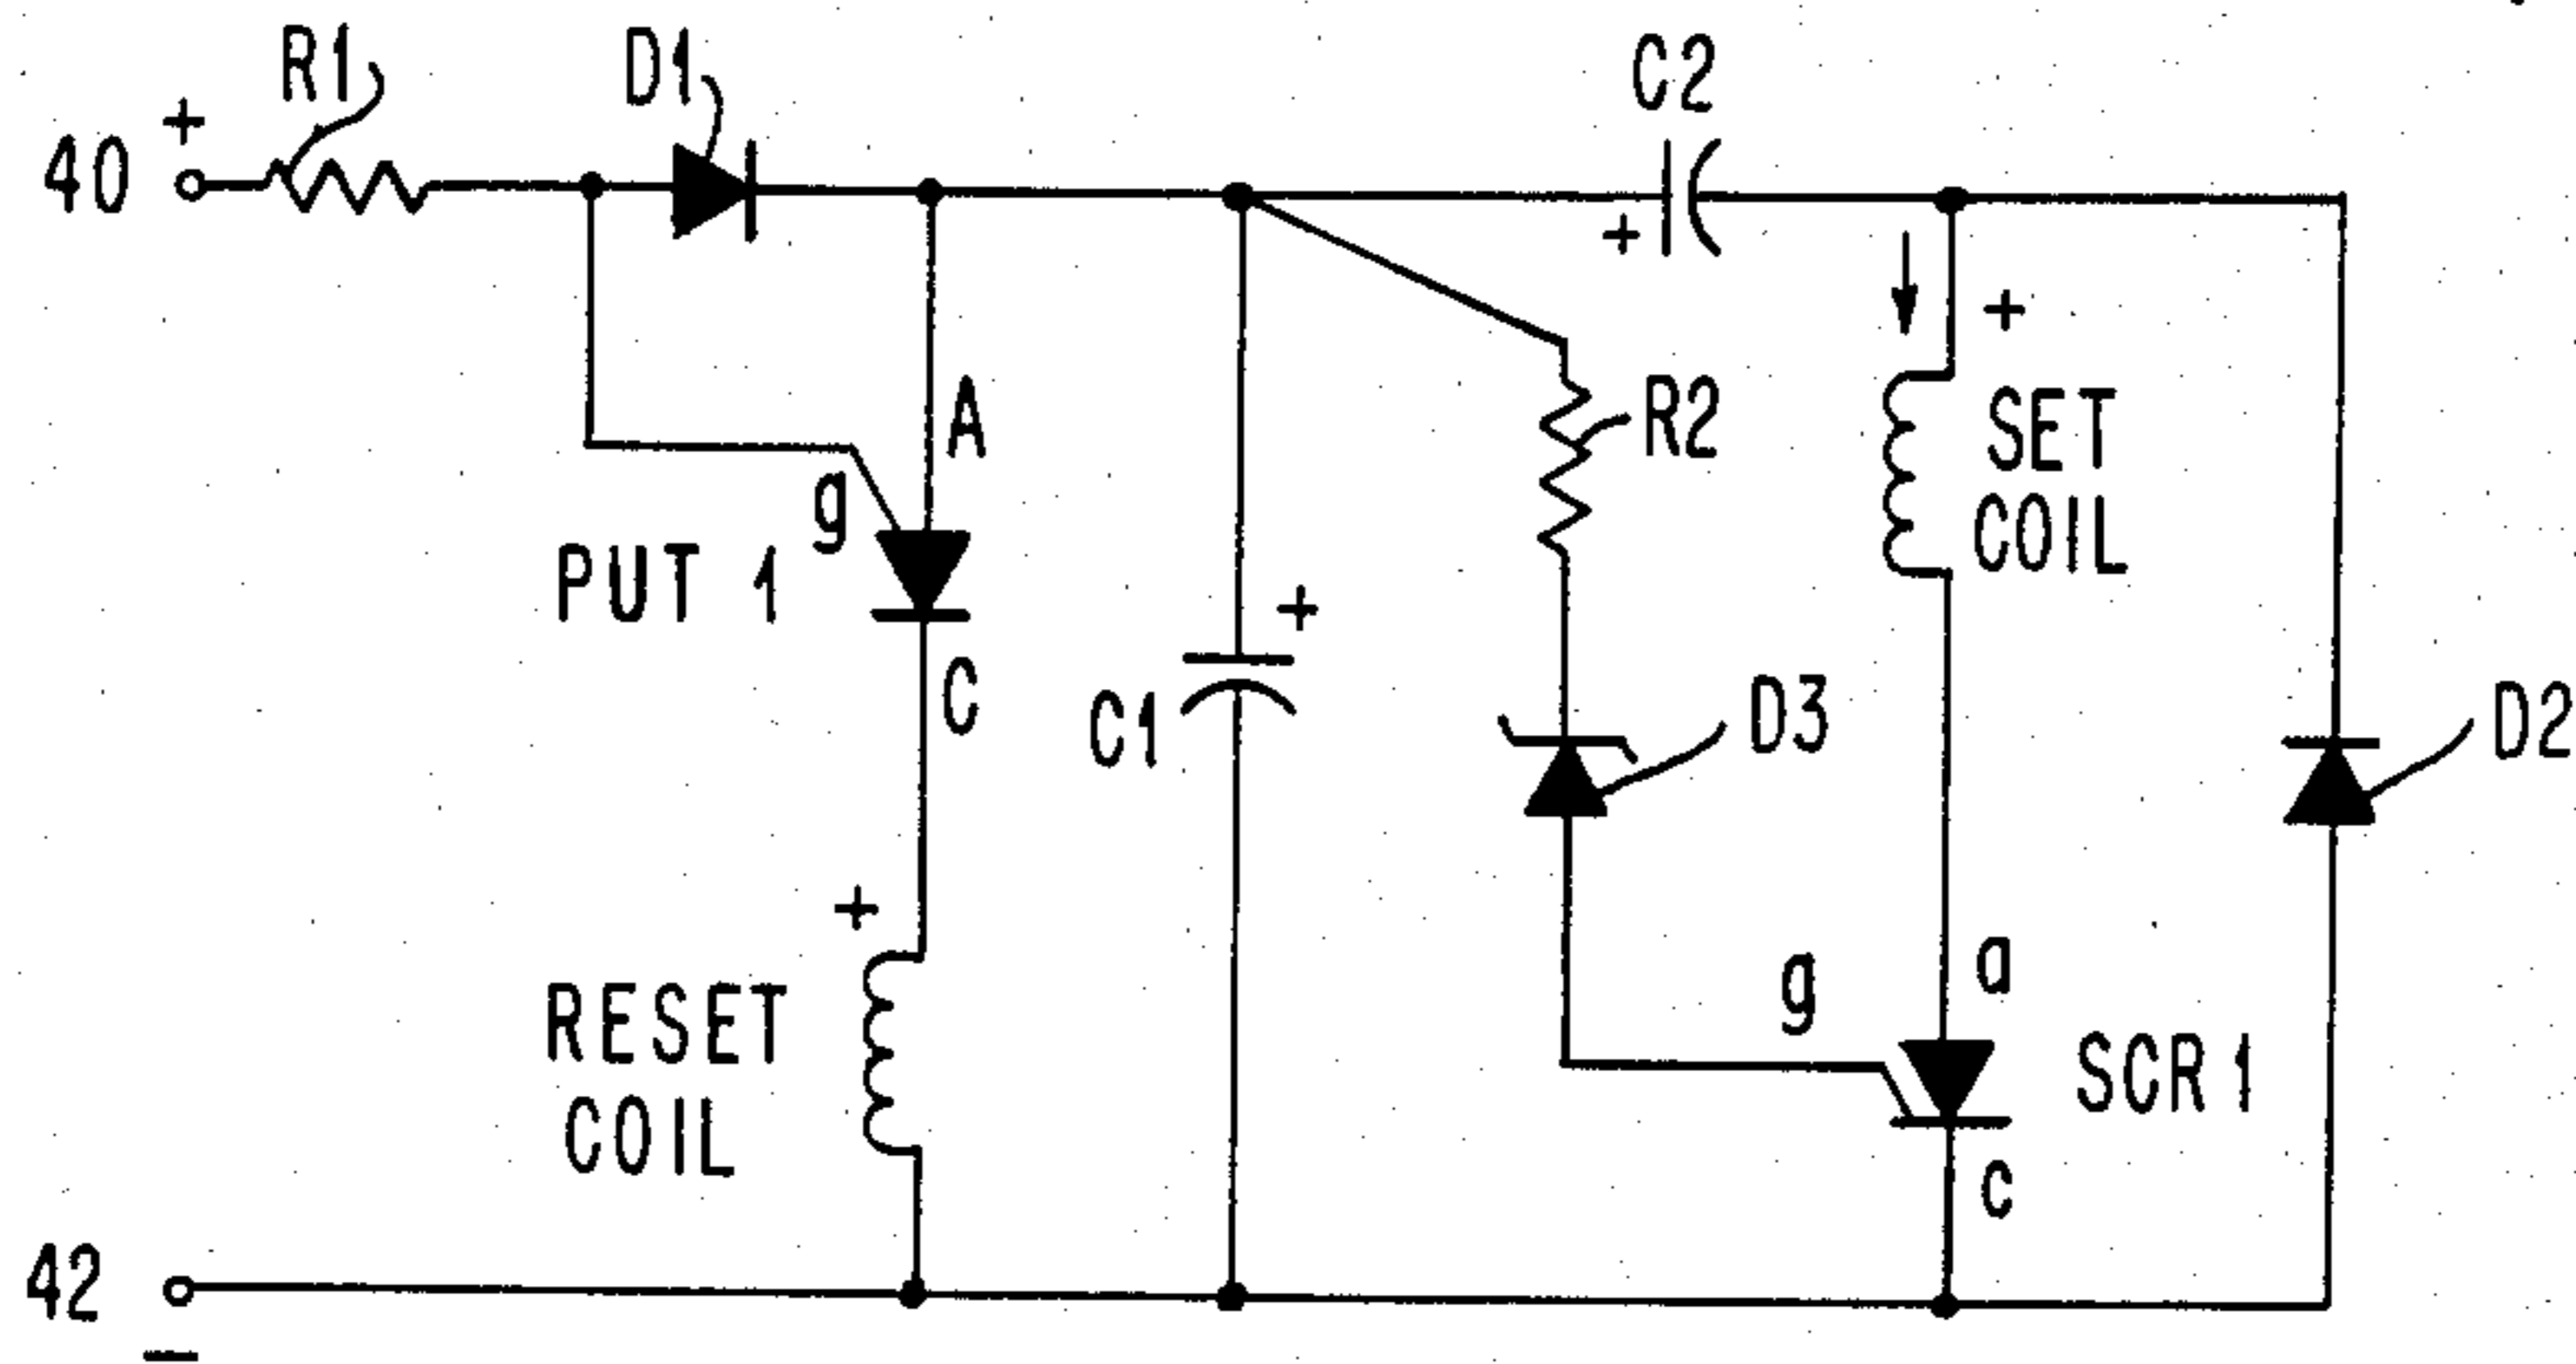 R1
D1
C2
40
+
+
+
A
R2
SET
COIL
g
PUT 1
+
C
C1
D3
D2
+
g
a
RESET
COIL
SCR 1
c
42
-